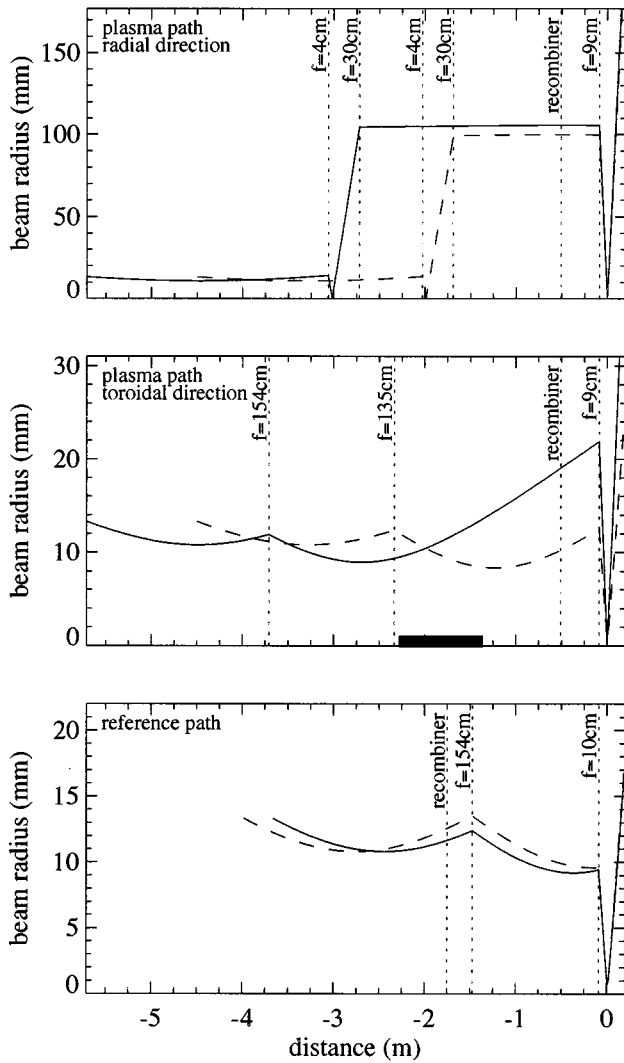 plasma path
radial direction
f=4cm
f=30cm
f=4cm
f=30cm
recombiner
f=9cm
150
100
50
0
beam radius (mm)
plasma path
toroidal direction
f=154cm
f=135cm
recombiner
f=9cm
30
20
10
0
beam radius (mm)
reference path
recombiner
f=154cm
f=10cm
20
15
10
5
0
beam radius (mm)
-5 -4 -3 -2 -1 0
distance (m)